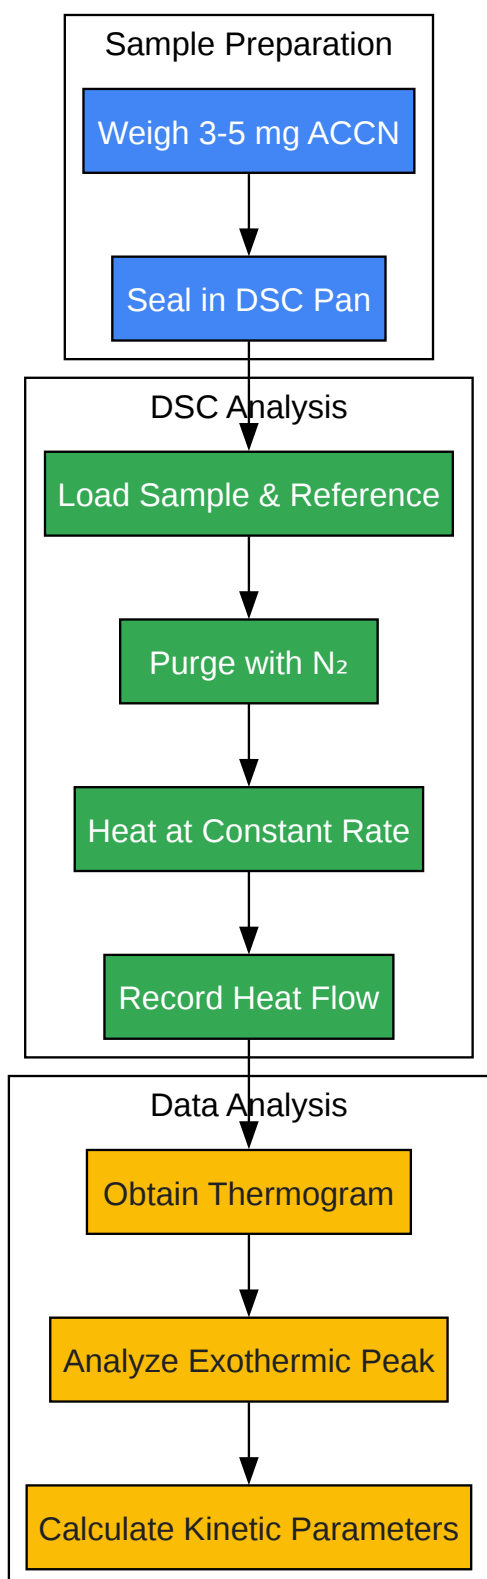 Sample Preparation
Weigh 3-5 mg ACCN
Seal in DSC Pan
DSC Analysis
Load Sample & Reference
Purge with N₂
Heat at Constant Rate
Record Heat Flow
Data Analysis
Obtain Thermogram
Analyze Exothermic Peak
Calculate Kinetic Parameters